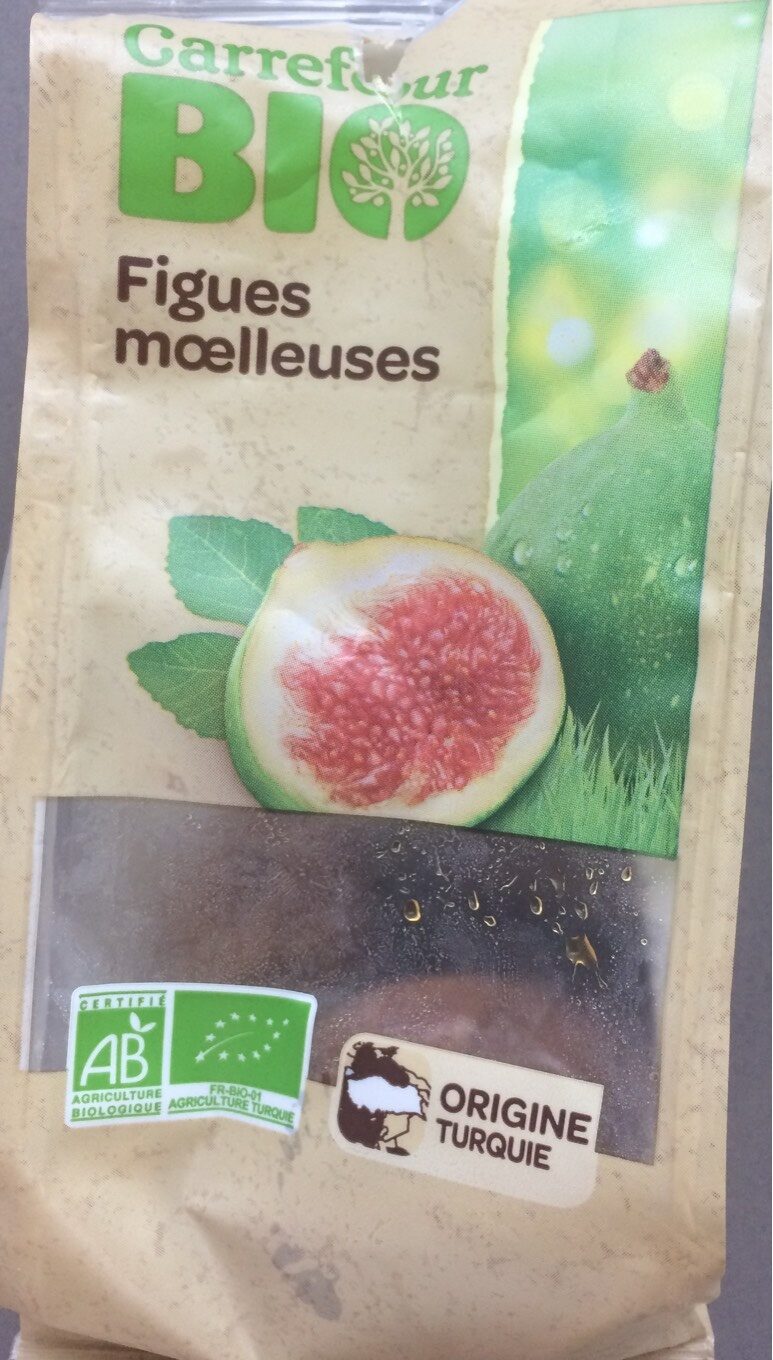 Carrefour
BIO
Figues
mœlleuses
CERTIFIÉ
AB
AGRICULTURE
BIOLOGIQUE
FR-BIO-01
AGRICULTURE TURQUIE
ORIGINE
TURQUIE